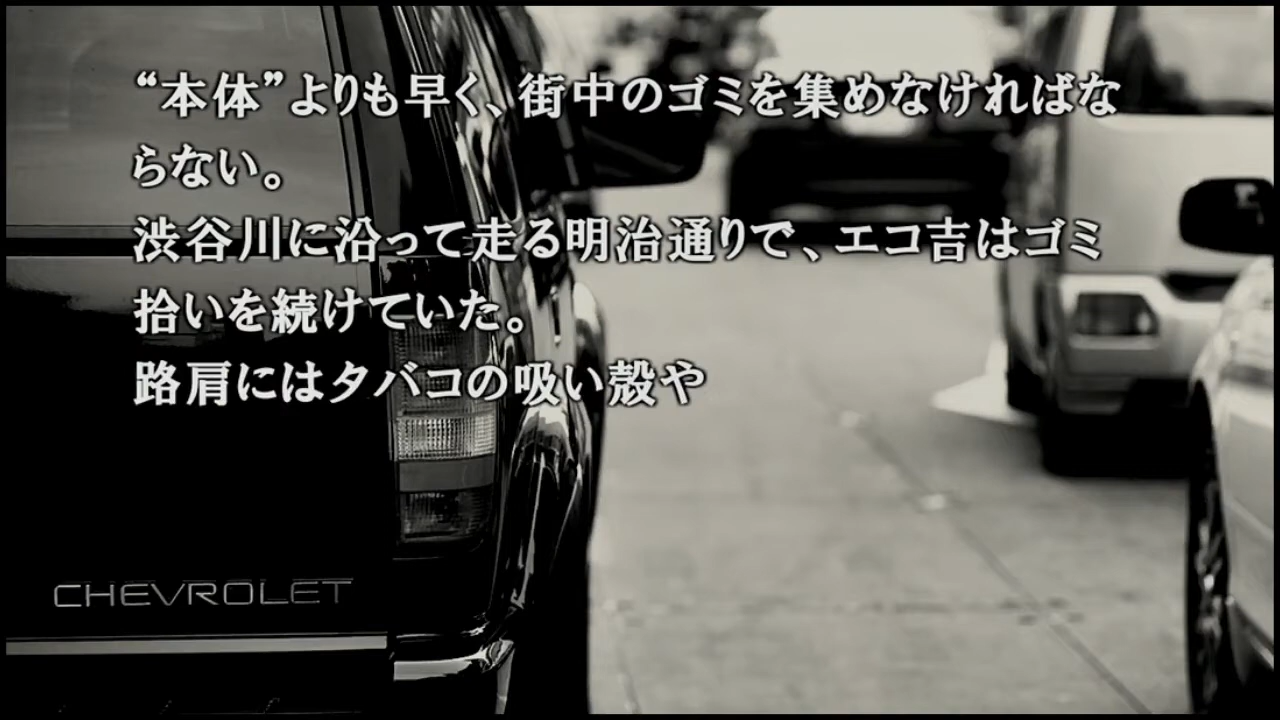 “本体”よりも早く、街中のゴミを集めなければな
らない。
渋谷川に沿って走る明治通りで、エコ吉はゴミ
拾いを続けていた。
路肩にはタバコの吸い殻や
CHEVROLET